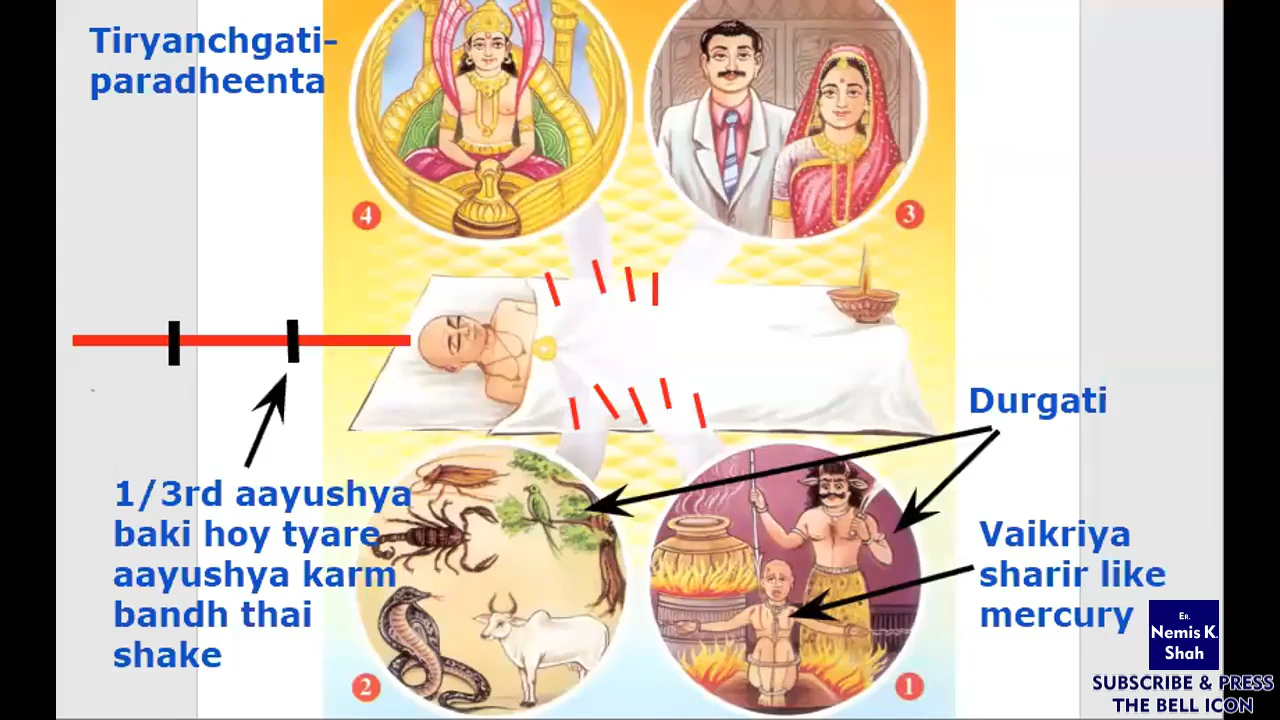 Tiryanchgati-
paradheenta
4
3
Durgati
1/3rd aayushya
baki hoy tyare
aayushya karm
bandh thai
shake
Vaikriya
sharir like
mercury
2
1
Er.
Nemis K.
Shah
SUBSCRIBE & PRESS
THE BELL ICON